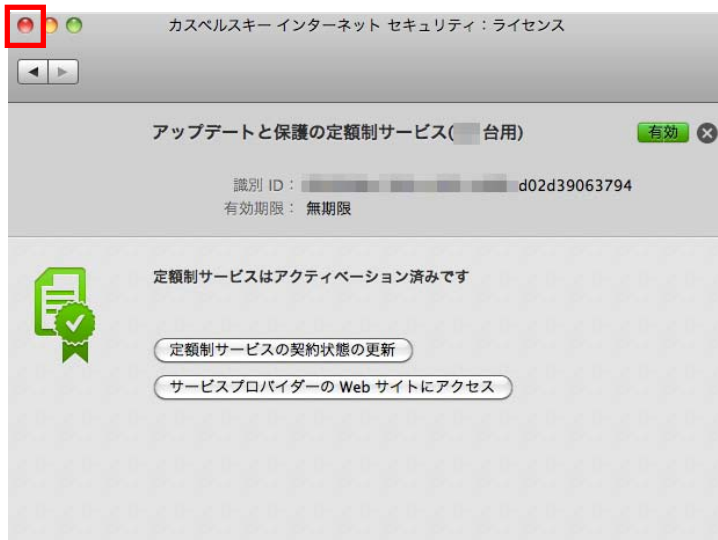 カスペルスキー インターネット セキュリティ：ライセンス
アップデートと保護の定額制サービス( 台用) 有効
識別 ID： d02d39063794
有効期限： 無期限
定額制サービスはアクティベーション済みです
定額制サービスの契約状態の更新
サービスプロバイダーの Web サイトにアクセス